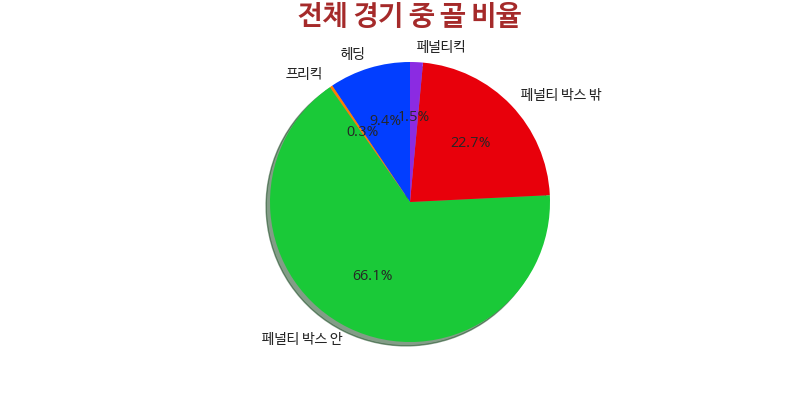 전체 경기 중 골 비율
페널티킥
헤딩
프리킥
페널티 박스 밖
9.4%
1.5%
0.3%
22.7%
66.1%
페널티 박스 안